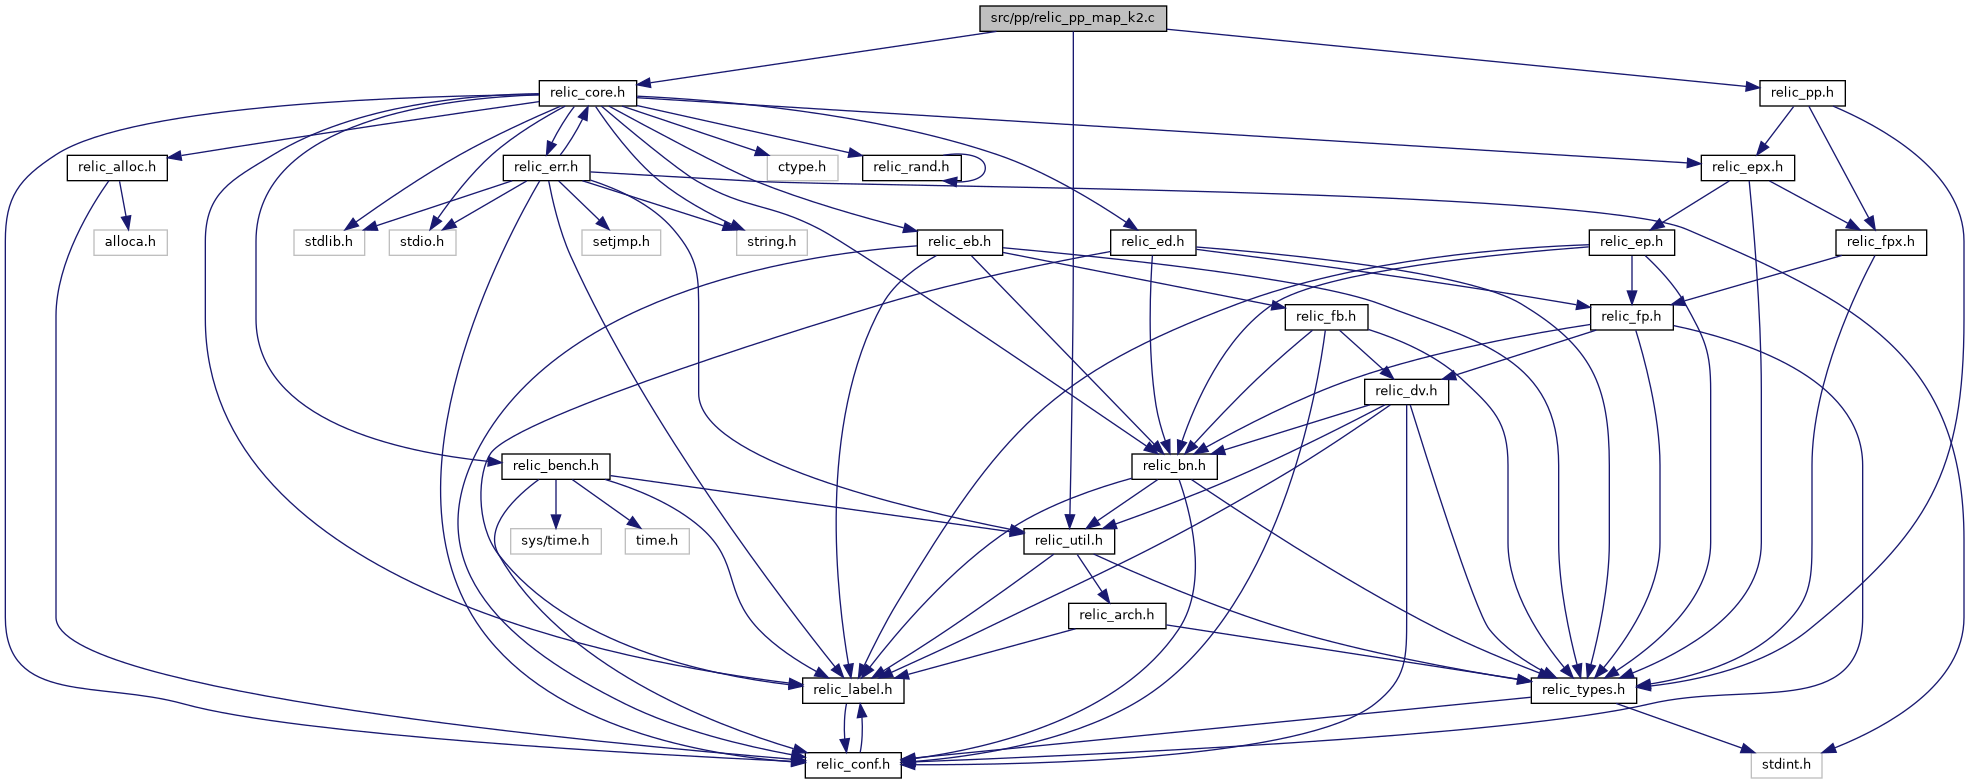 src/pp/relic_pp_map_k2.c
relic_core.h
relic_pp.h
relic_alloc.h
relic_err.h
ctype.h
relic_rand.h
relic_epx.h
alloca.h
stdlib.h
stdio.h
setjmp.h
string.h
relic_eb.h
relic_ed.h
relic_ep.h
relic_fpx.h
relic_fb.h
relic_fp.h
relic_dv.h
relic_bench.h
relic_bn.h
sys/time.h
time.h
relic_util.h
relic_arch.h
relic_label.h
relic_types.h
relic_conf.h
stdint.h